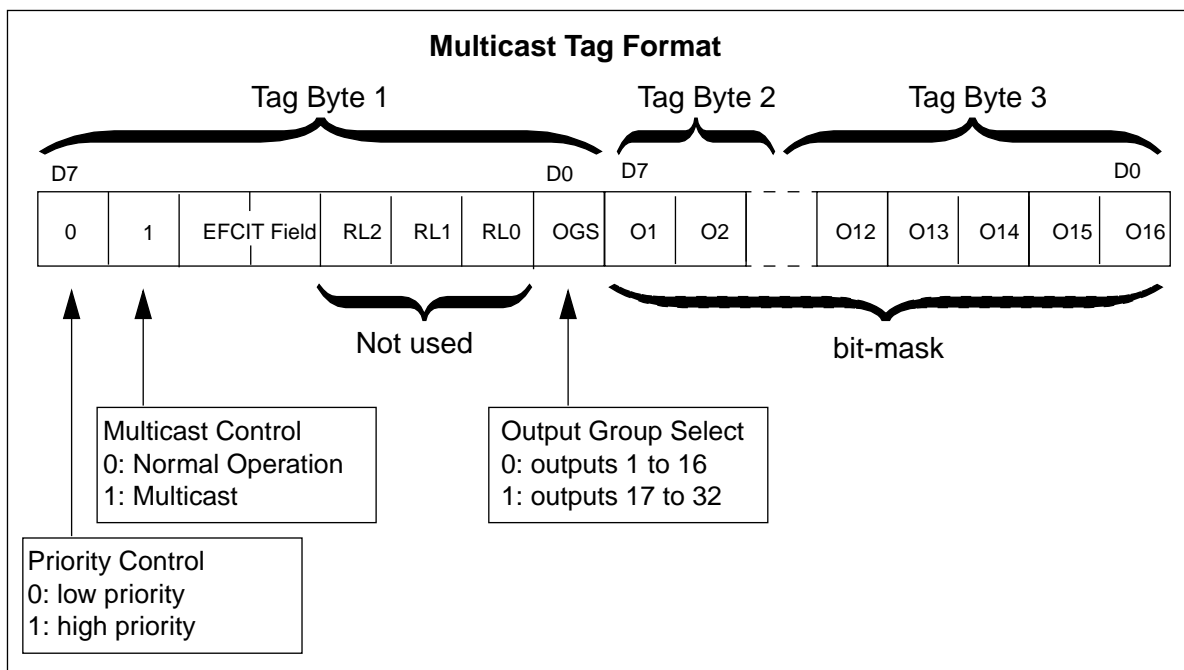 Multicast Tag Format
Tag Byte 1 Tag Byte 2 Tag Byte 3
D7 D0 D7 D0
0 1 EFCIT Field RL2 RL1 RL0 OGS O1 O2 O12 O13 O14 O15 O16
Not used
bit-mask
Multicast Control
0: Normal Operation
1: Multicast
Output Group Select
0: outputs 1 to 16
1: outputs 17 to 32
Priority Control
0: low priority
1: high priority